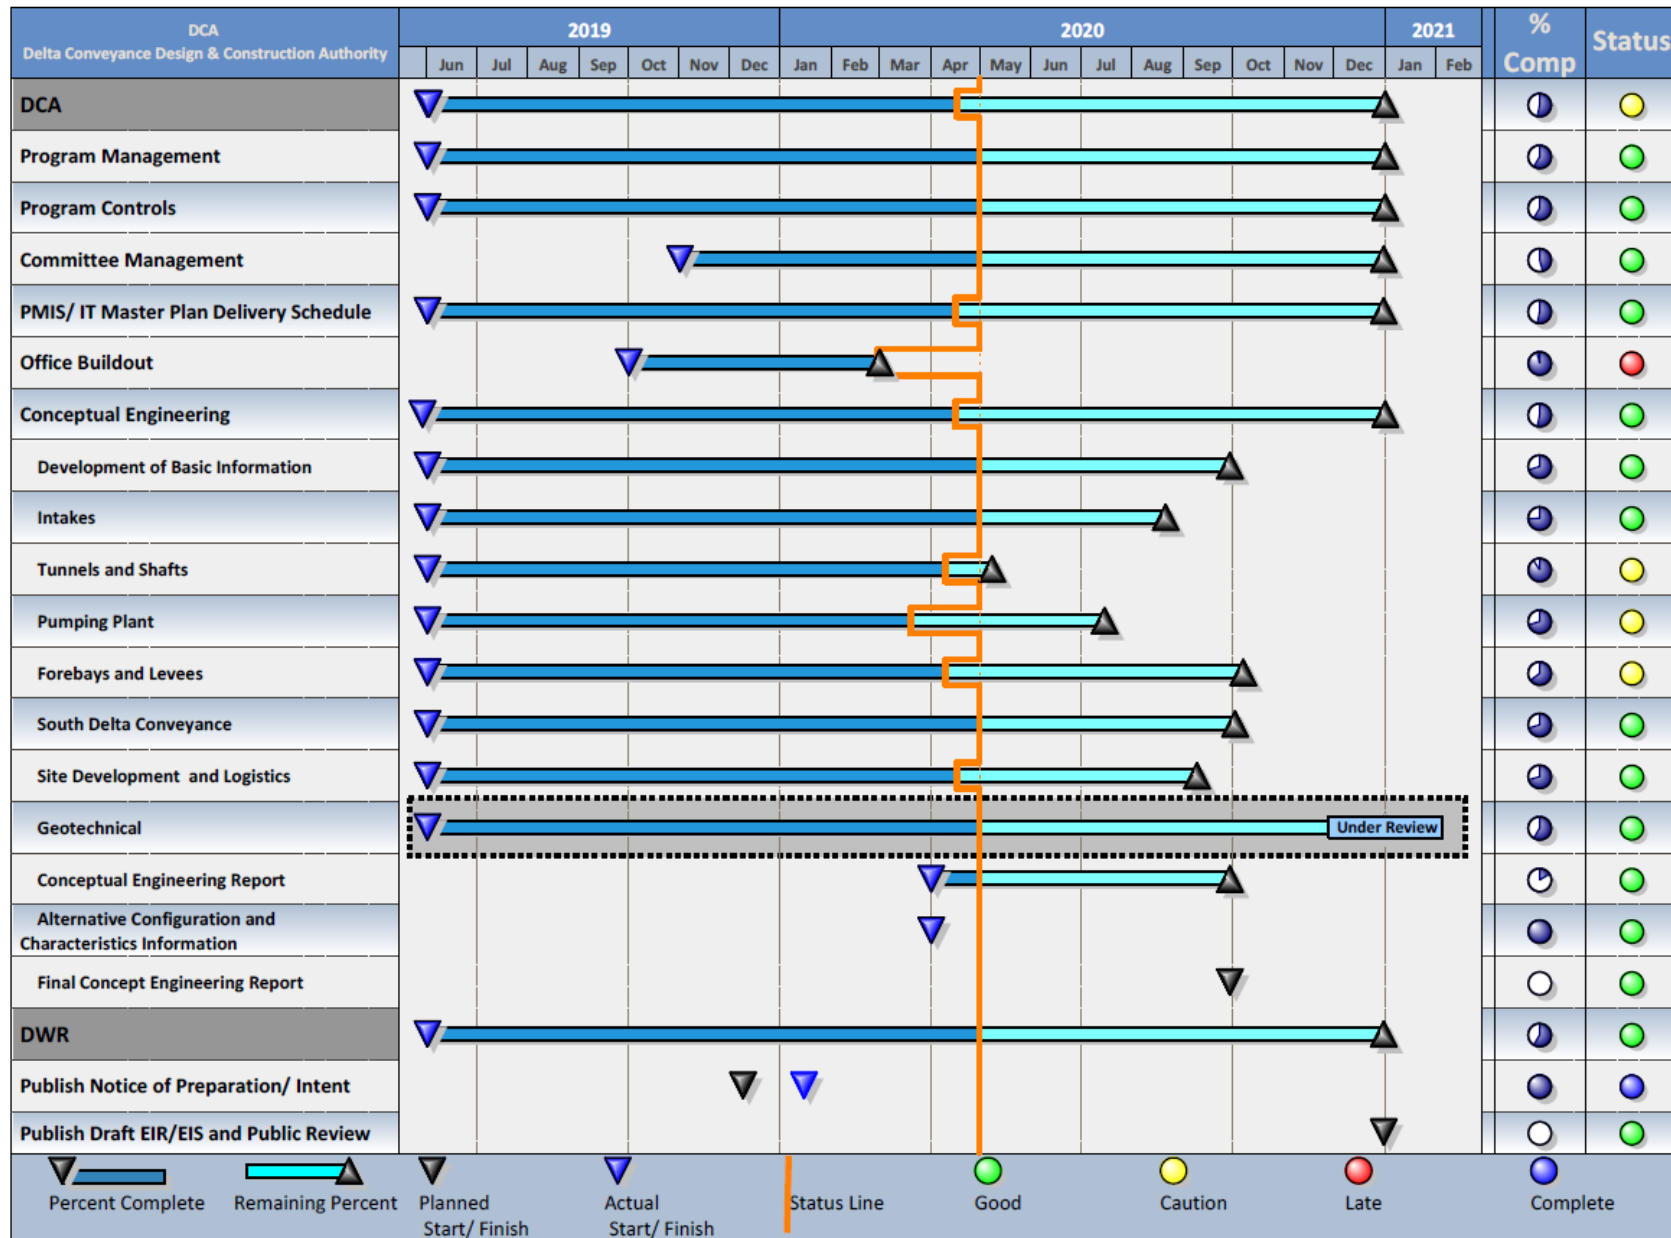 DCA
Delta Conveyance Design & Construction Authority
2019
2020
2021
%
Comp
Status
Jun Jul Aug Sep Oct Nov Dec Jan Feb Mar Apr May Jun Jul Aug Sep Oct Nov Dec Jan Feb
DCA
Program Management
Program Controls
Committee Management
PMIS/ IT Master Plan Delivery Schedule
Office Buildout
Conceptual Engineering
Development of Basic Information
Intakes
Tunnels and Shafts
Pumping Plant
Forebays and Levees
South Delta Conveyance
Site Development and Logistics
Geotechnical
Under Review
Conceptual Engineering Report
Alternative Configuration and
Characteristics Information
Final Concept Engineering Report
DWR
Publish Notice of Preparation/ Intent
Publish Draft EIR/EIS and Public Review
Percent Complete
Remaining Percent
Planned
Start/ Finish
Actual
Start/ Finish
Status Line
Good
Caution
Late
Complete